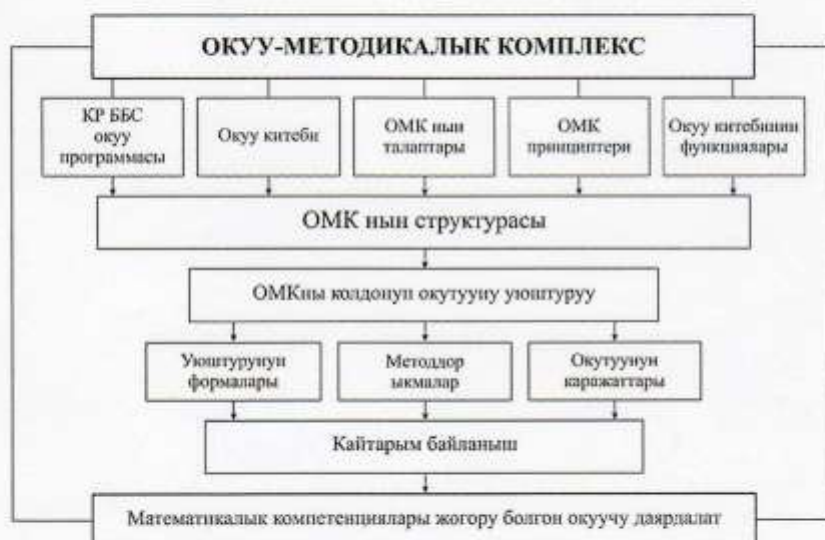 ОКУУ-МЕТОДИКАЛЫК КОМПЛЕКС
КР ББС
окуу
программасы
Окуу китеби
ОМК нын
талаптары
ОМК
принциптери
Окуу китебинин
функциялары
ОМК нын структурасы
ОМКны колдонуп окутууну уюштуруу
Уюштурунун
формалары
Методдор
ыкмалар
Окутуунун
каражаттары
Кайтарым байланыш
Математикалык компетенциялары жогору болгон окуучу даярдалат